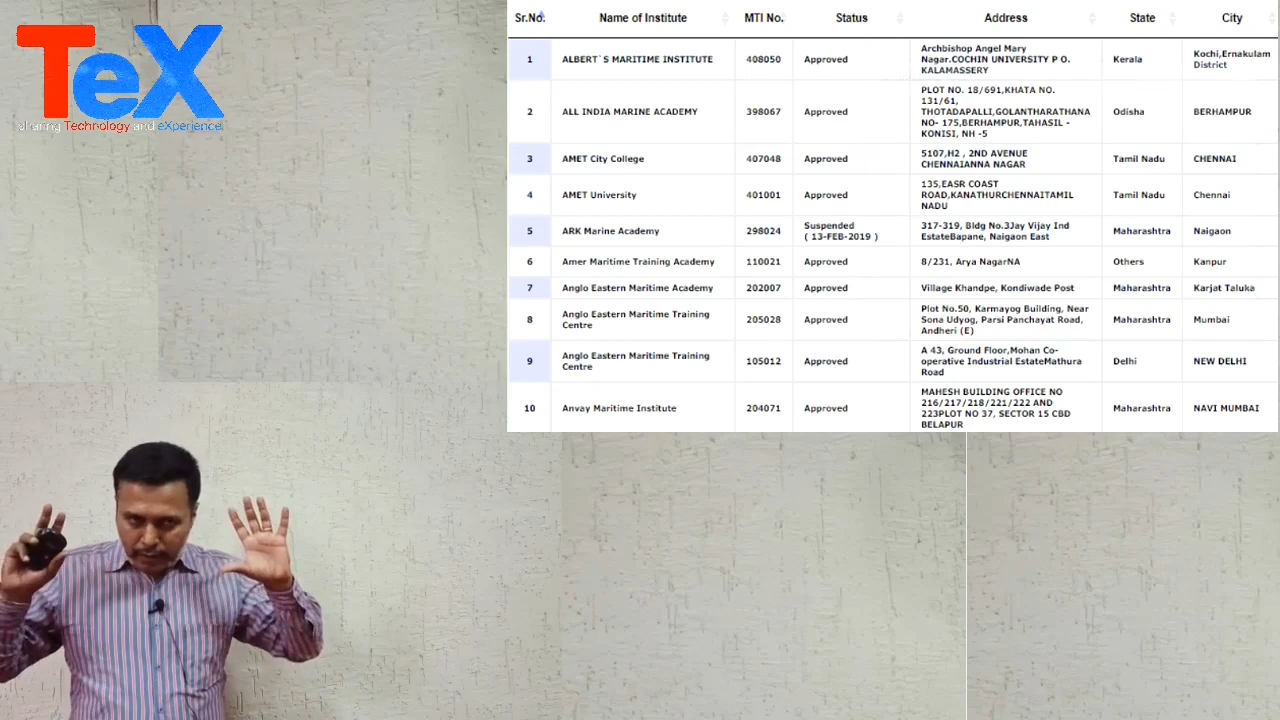 TeX
sharing Technology and eXperience
Sr.No. Name of Institute MTI No. Status Address State City
1 ALBERT`S MARITIME INSTITUTE 408050 Approved Archbishop Angel Mary Nagar.COCHIN UNIVERSITY P O. KALAMASSERY Kerala Kochi,Ernakulam District
2 ALL INDIA MARINE ACADEMY 398067 Approved PLOT NO. 18/691,KHATA NO. 131/61, THOTADAPALLI,GOLANTHARATHANA NO- 175,BERHAMPUR,TAHASIL - KONISI, NH -5 Odisha BERHAMPUR
3 AMET City College 407048 Approved 5107,H2 , 2ND AVENUE CHENNAIANNA NAGAR Tamil Nadu CHENNAI
4 AMET University 401001 Approved 135,EASR COAST ROAD,KANATHURCHENNAITAMIL NADU Tamil Nadu Chennai
5 ARK Marine Academy 298024 Suspended ( 13-FEB-2019 ) 317-319, Bldg No.3Jay Vijay Ind EstateBapane, Naigaon East Maharashtra Naigaon
6 Amer Maritime Training Academy 110021 Approved 8/231, Arya NagarNA Others Kanpur
7 Anglo Eastern Maritime Academy 202007 Approved Village Khandpe, Kondiwade Post Maharashtra Karjat Taluka
8 Anglo Eastern Maritime Training Centre 205028 Approved Plot No.50, Karmayog Building, Near Sona Udyog, Parsi Panchayat Road, Andheri (E) Maharashtra Mumbai
9 Anglo Eastern Maritime Training Centre 105012 Approved A 43, Ground Floor,Mohan Co-operative Industrial EstateMathura Road Delhi NEW DELHI
10 Anvay Maritime Institute 204071 Approved MAHESH BUILDING OFFICE NO 216/217/218/221/222 AND 223PLOT NO 37, SECTOR 15 CBD BELAPUR Maharashtra NAVI MUMBAI